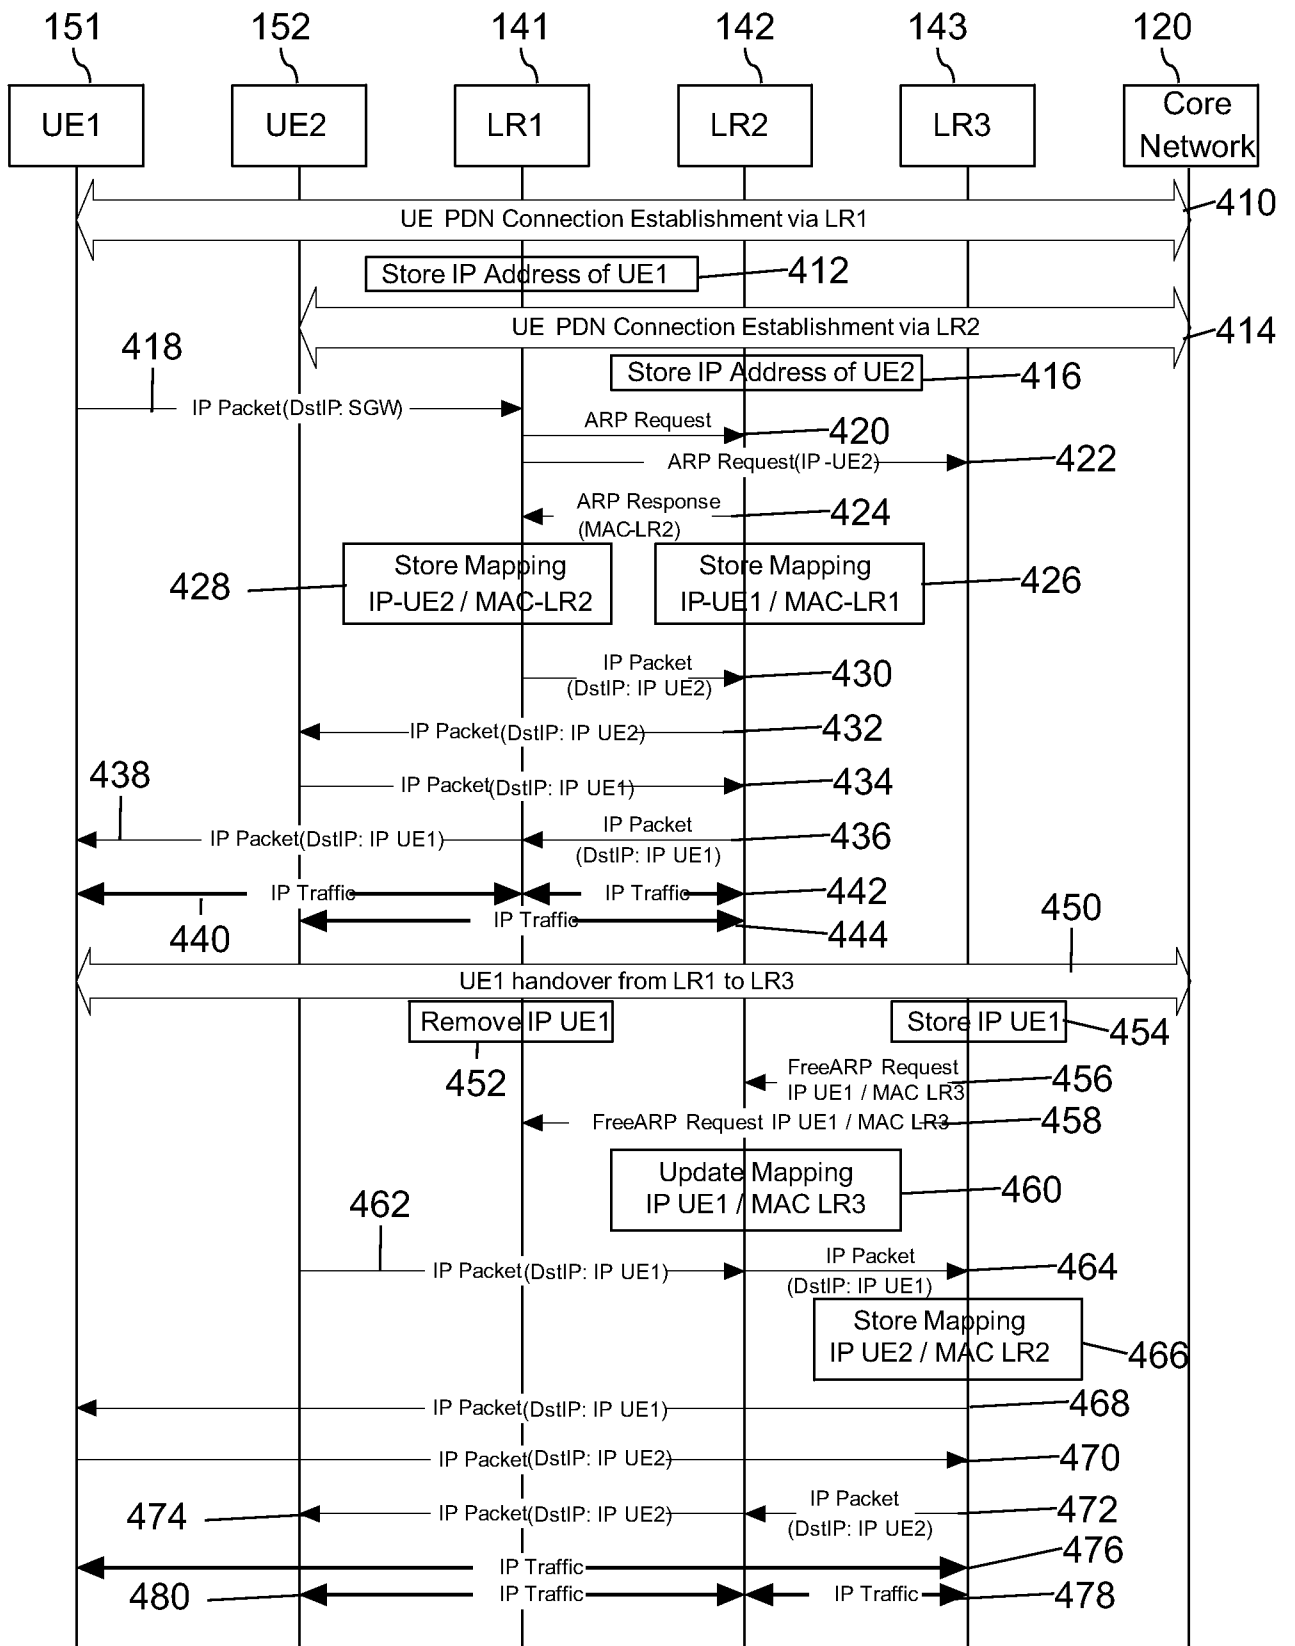 151 152 141 142 143 120
UE1 UE2 LR1 LR2 LR3 Core
Network
UE PDN Connection Establishment via LR1 410
Store IP Address of UE1 412
UE PDN Connection Establishment via LR2 414
418
Store IP Address of UE2 416
IP Packet(DstIP: SGW)
ARP Request 420
ARP Request(IP-UE2) 422
ARP Response 424
(MAC-LR2)
428 Store Mapping Store Mapping 426
IP-UE2 / MAC-LR2 IP-UE1 / MAC-LR1
IP Packet 430
(DstIP: IP UE2)
IP Packet(DstIP: IP UE2) 432
438
IP Packet(DstIP: IP UE1) 434
IP Packet(DstIP: IP UE1) IP Packet 436
(DstIP: IP UE1)
IP Traffic IP Traffic 442
440 IP Traffic 444
450
UE1 handover from LR1 to LR3
Remove IP UE1 Store IP UE1 454
452
FreeARP Request 456
IP UE1 / MAC LR3
FreeARP Request IP UE1 / MAC LR3 458
Update Mapping 460
IP UE1 / MAC LR3
462
IP Packet(DstIP: IP UE1) IP Packet 464
(DstIP: IP UE1)
Store Mapping
IP UE2 / MAC LR2 466
IP Packet(DstIP: IP UE1) 468
IP Packet(DstIP: IP UE2) 470
474 IP Packet(DstIP: IP UE2) IP Packet 472
(DstIP: IP UE2)
IP Traffic 476
480 IP Traffic IP Traffic 478